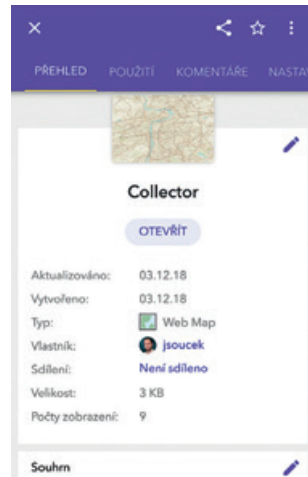 PŘEHLED POUŽITÍ KOMENTÁŘE NASTAV
Collector
OTEVŘÍT
Aktualizováno: 03.12.18
Vytvořeno: 03.12.18
Typ: Web Map
Vlastník: jsoucek
Sdílení: Není sdíleno
Velikost: 3 KB
Počty zobrazení: 9
Souhrn